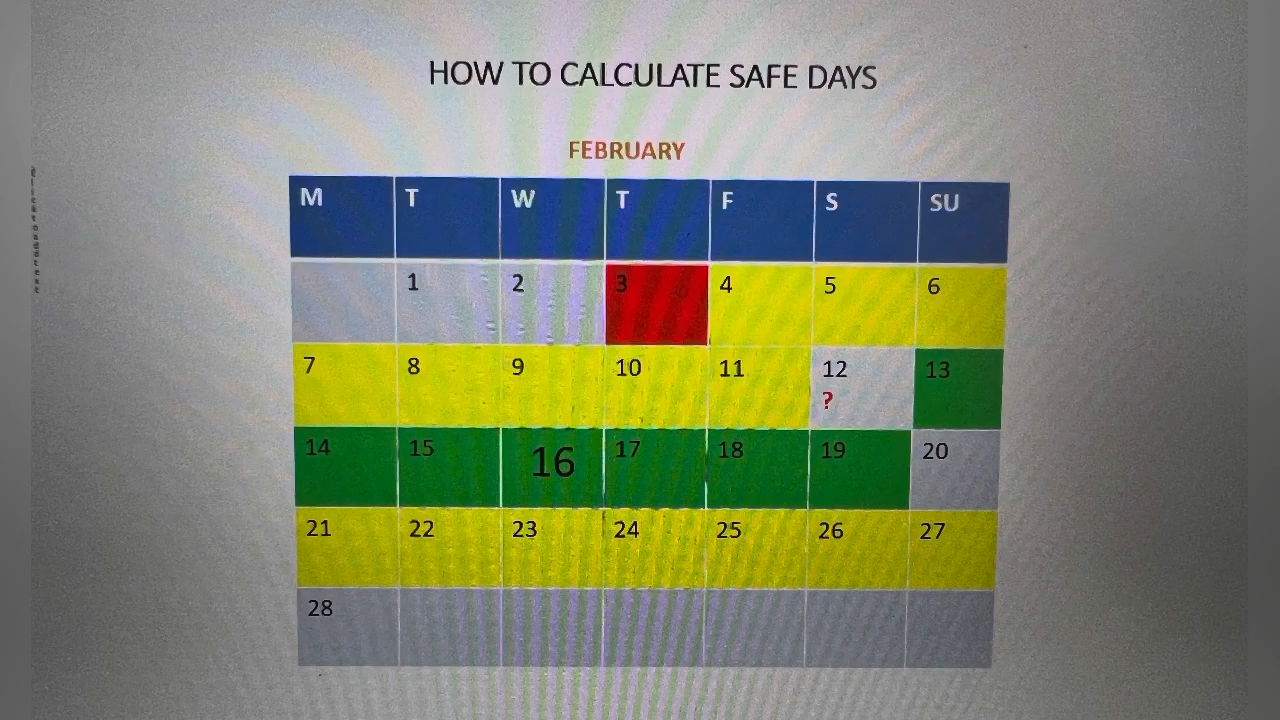 HOW TO CALCULATE SAFE DAYS
FEBRUARY
M T W T F S SU
1 2 3 4 5 6
7 8 9 10 11 12 13
?
14 15 16 17 18 19 20
21 22 23 24 25 26 27
28